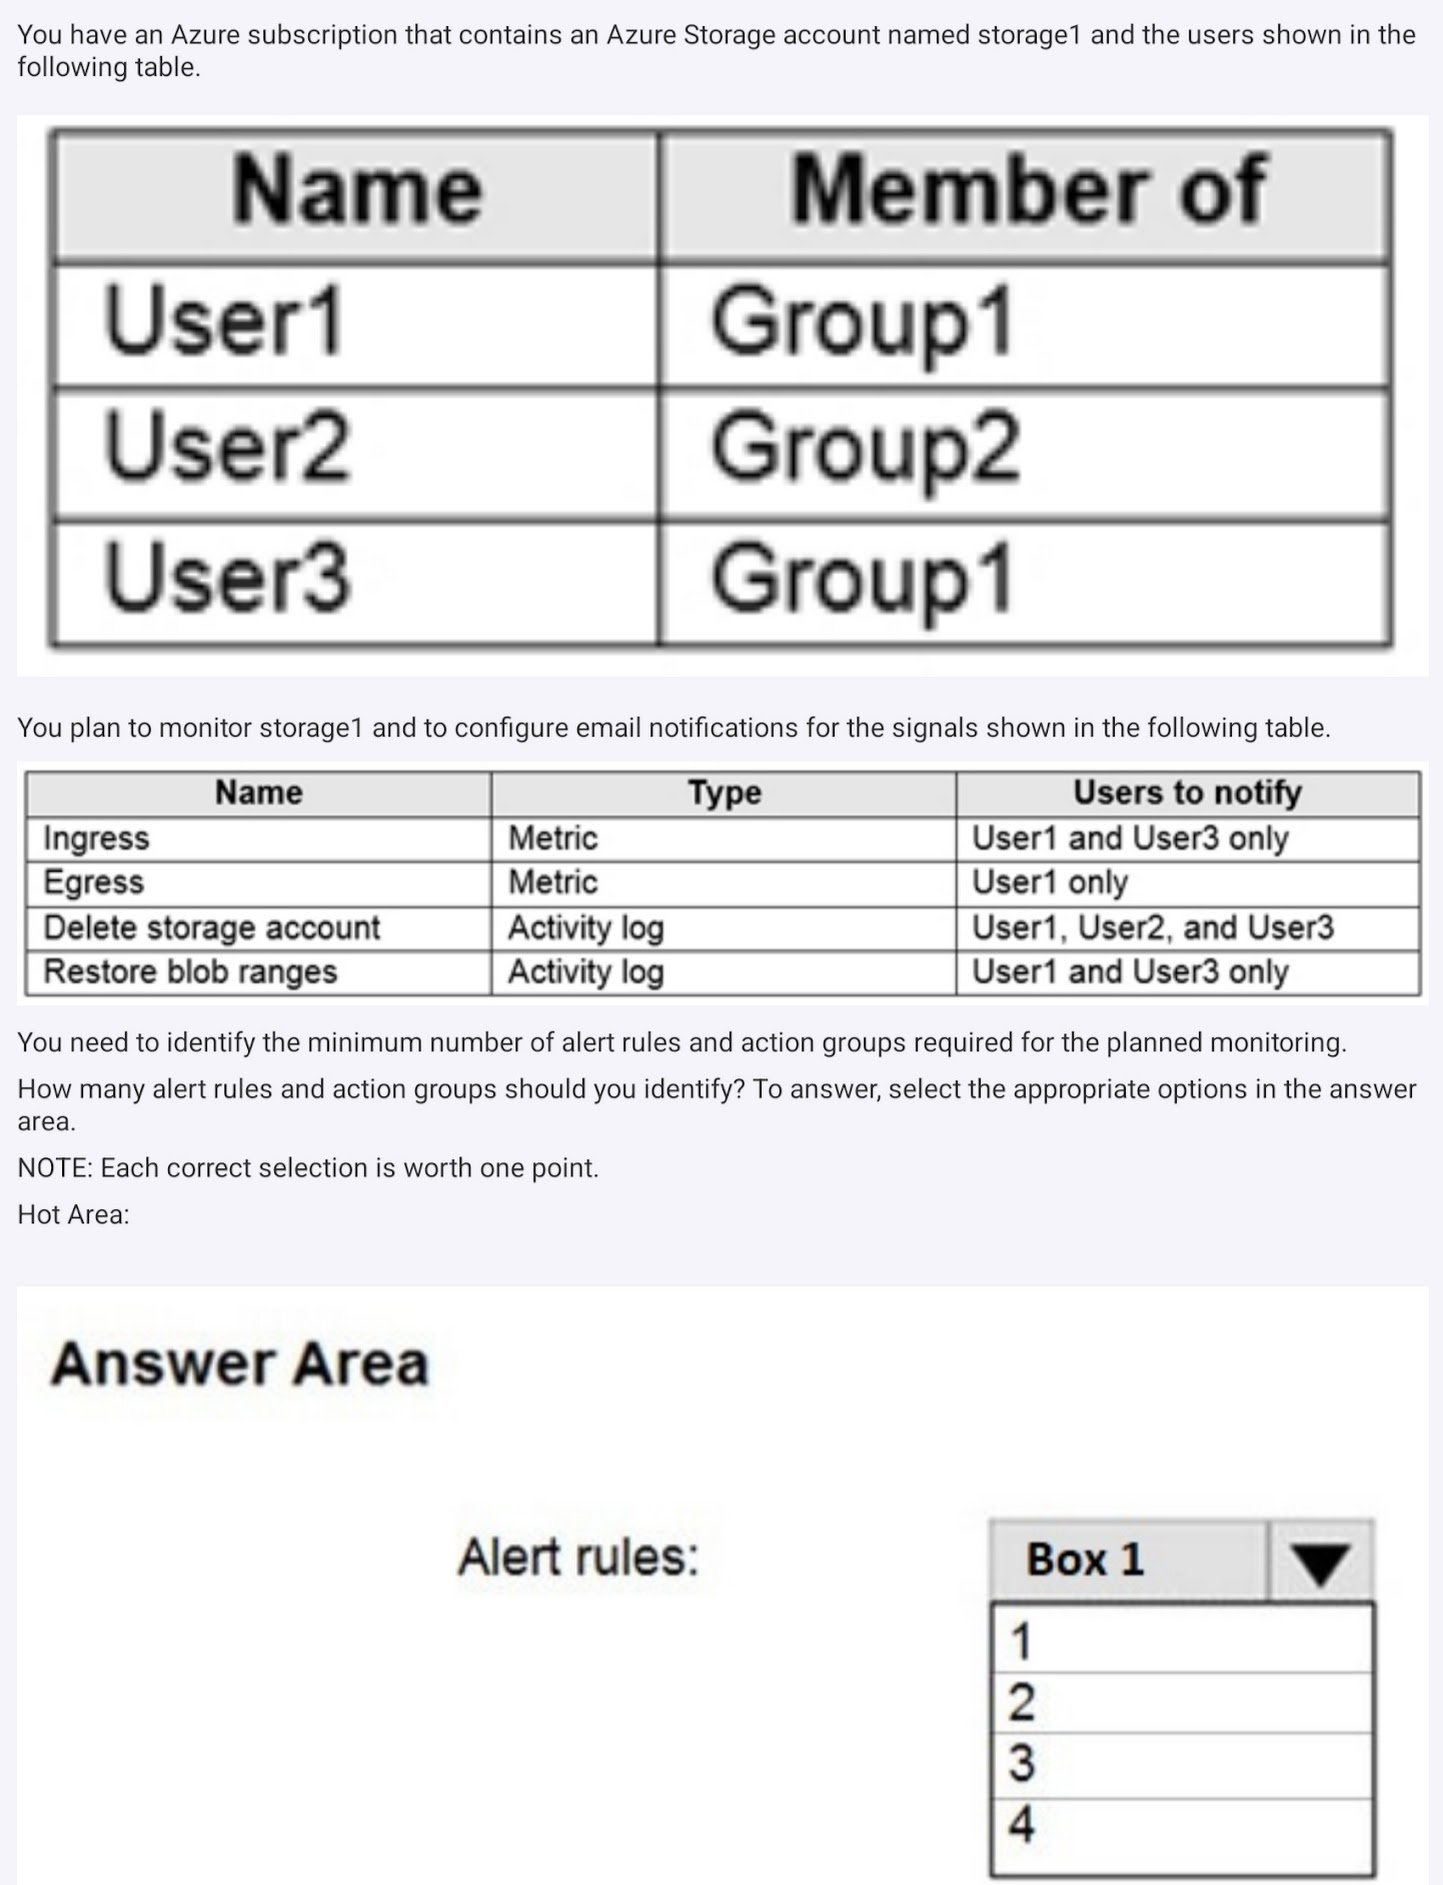 You have an Azure subscription that contains an Azure Storage account named storage1 and the users shown in the
following table.
Name Member of
User1 Group1
User2 Group2
User3 Group1
You plan to monitor storage1 and to configure email notifications for the signals shown in the following table.
Name Type Users to notify
Ingress Metric User1 and User3 only
Egress Metric User1 only
Delete storage account Activity log User1, User2, and User3
Restore blob ranges Activity log User1 and User3 only
You need to identify the minimum number of alert rules and action groups required for the planned monitoring.
How many alert rules and action groups should you identify? To answer, select the appropriate options in the answer
area.
NOTE: Each correct selection is worth one point.
Hot Area:
Answer Area
Alert rules: Box 1
1
2
3
4